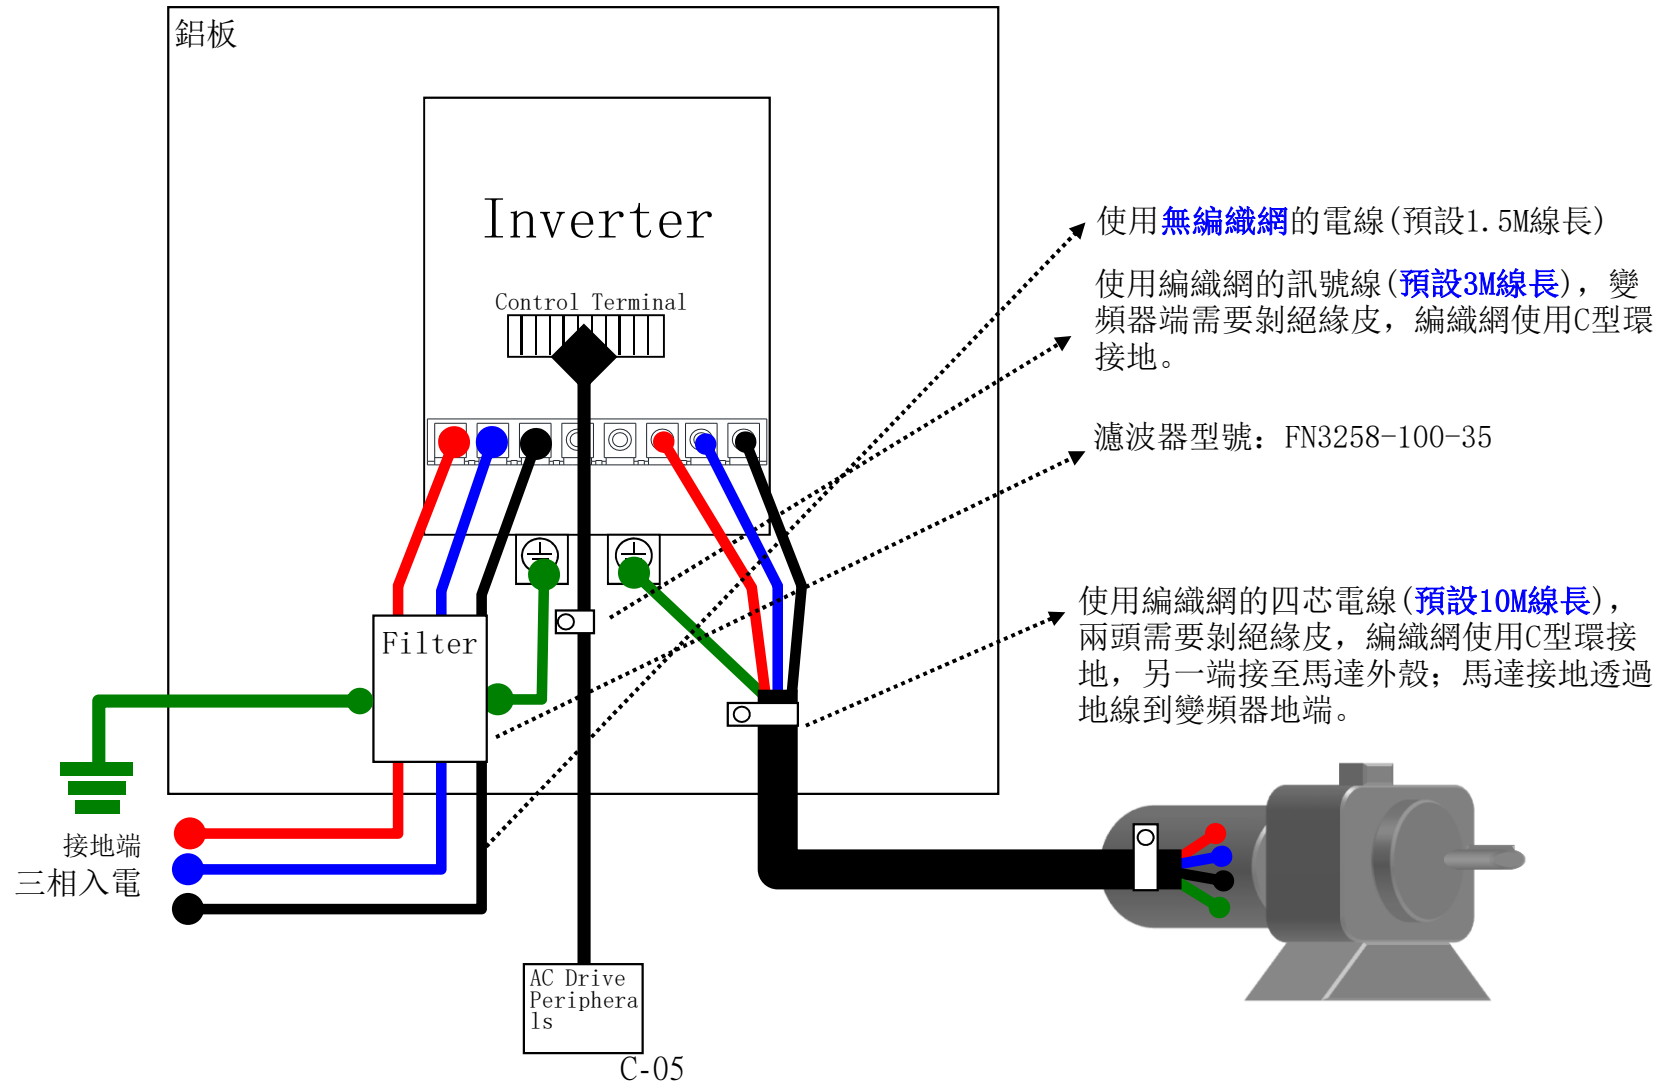 鋁板
Inverter
Control Terminal
使用無編織網的電線(預設1.5M線長)
使用編織網的訊號線(預設3M線長)，變
頻器端需要剝絕緣皮，編織網使用C型環
接地。
濾波器型號：FN3258-100-35
使用編織網的四芯電線(預設10M線長)，
兩頭需要剝絕緣皮，編織網使用C型環接
地，另一端接至馬達外殼；馬達接地透過
地線到變頻器地端。
Filter
接地端
三相入電
AC Drive
Periphera
ls
C-05